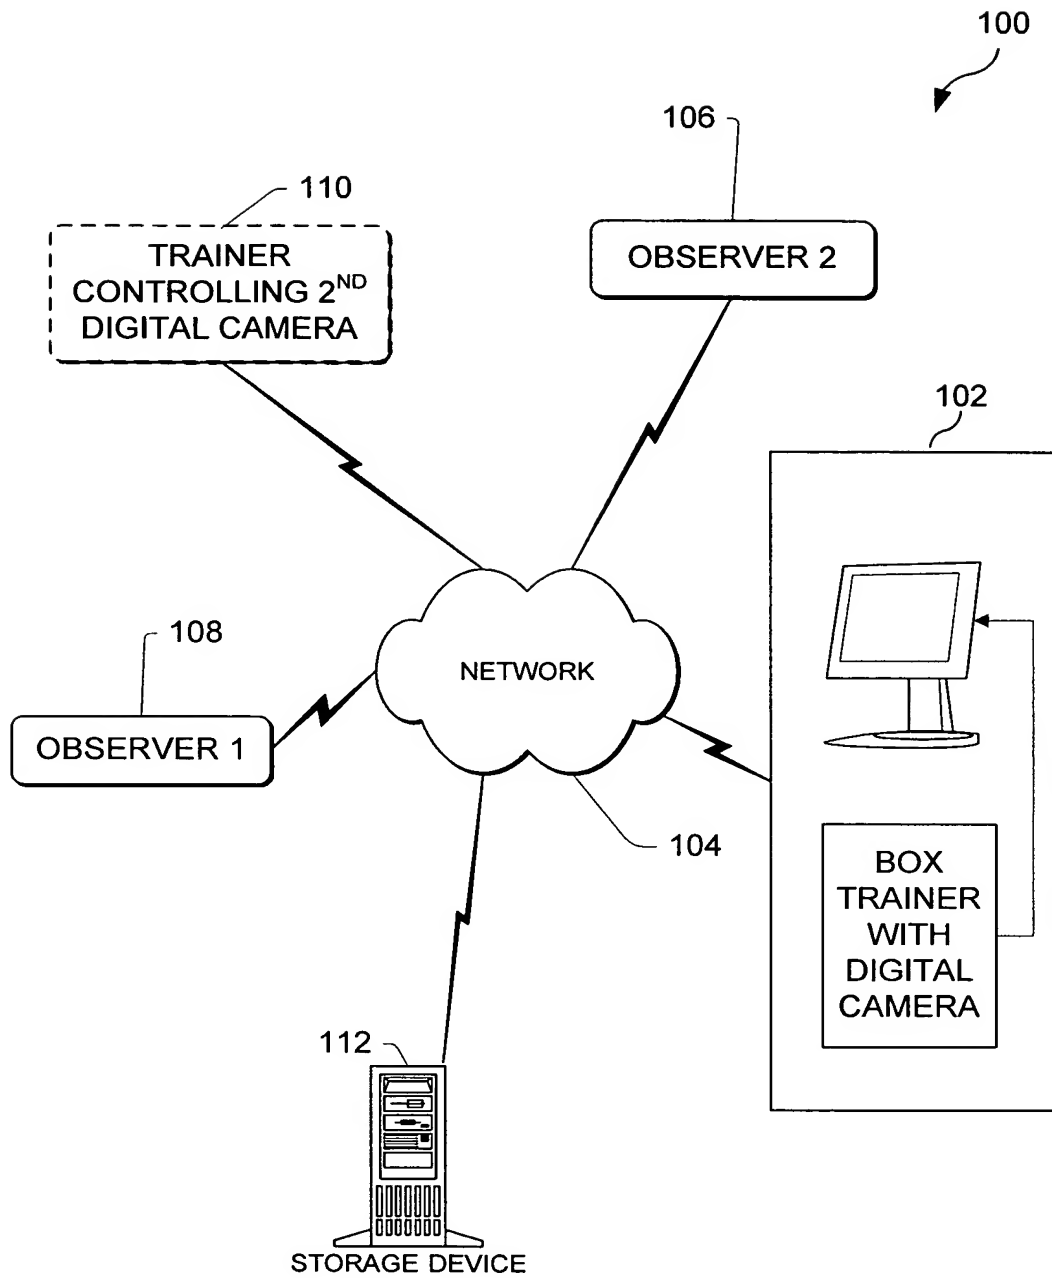 100
106
110
OBSERVER 2
TRAINER
CONTROLLING 2ND
DIGITAL CAMERA
102
108
NETWORK
OBSERVER 1
104
BOX
TRAINER
WITH
DIGITAL
CAMERA
112
STORAGE DEVICE